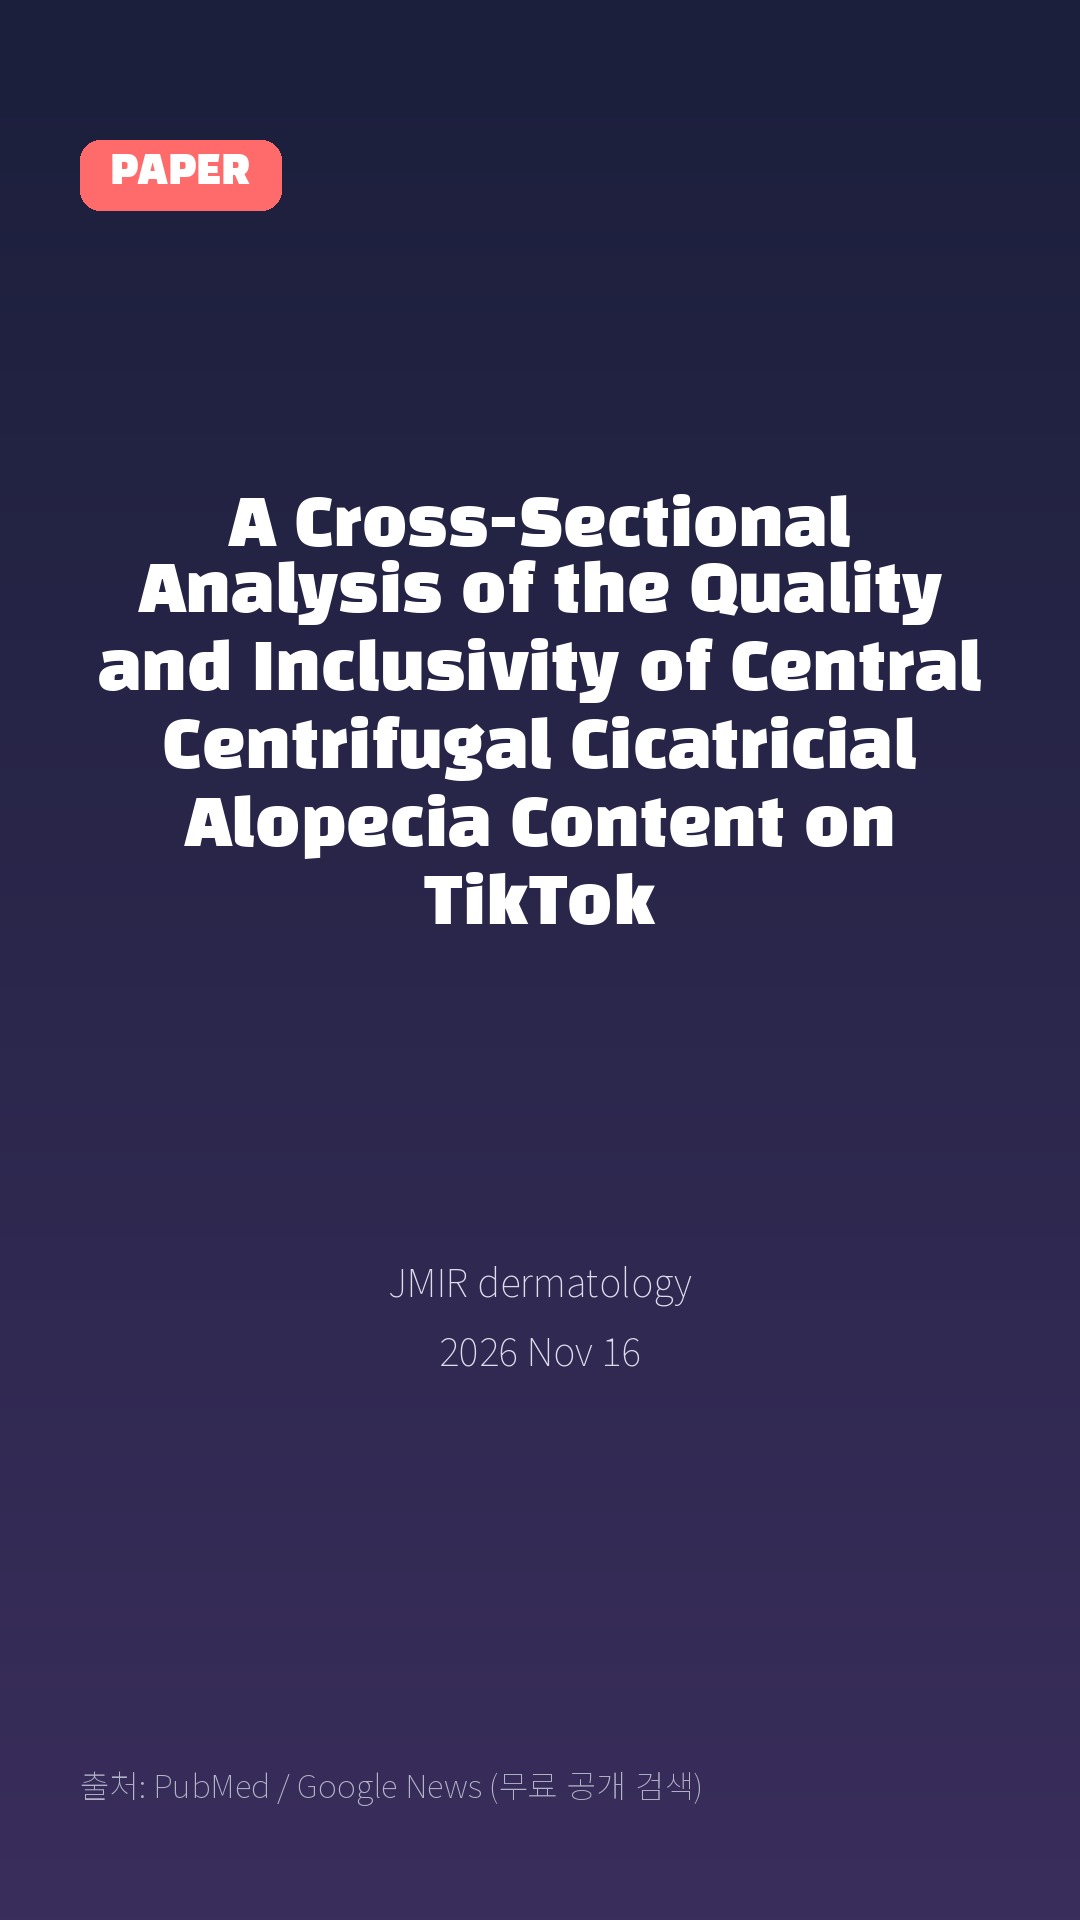 PAPER
A Cross-Sectional
Analysis of the Quality
and Inclusivity of Central
Centrifugal Cicatricial
Alopecia Content on
TikTok
JMIR dermatology
2026 Nov 16
출처: PubMed / Google News (무료 공개 검색)